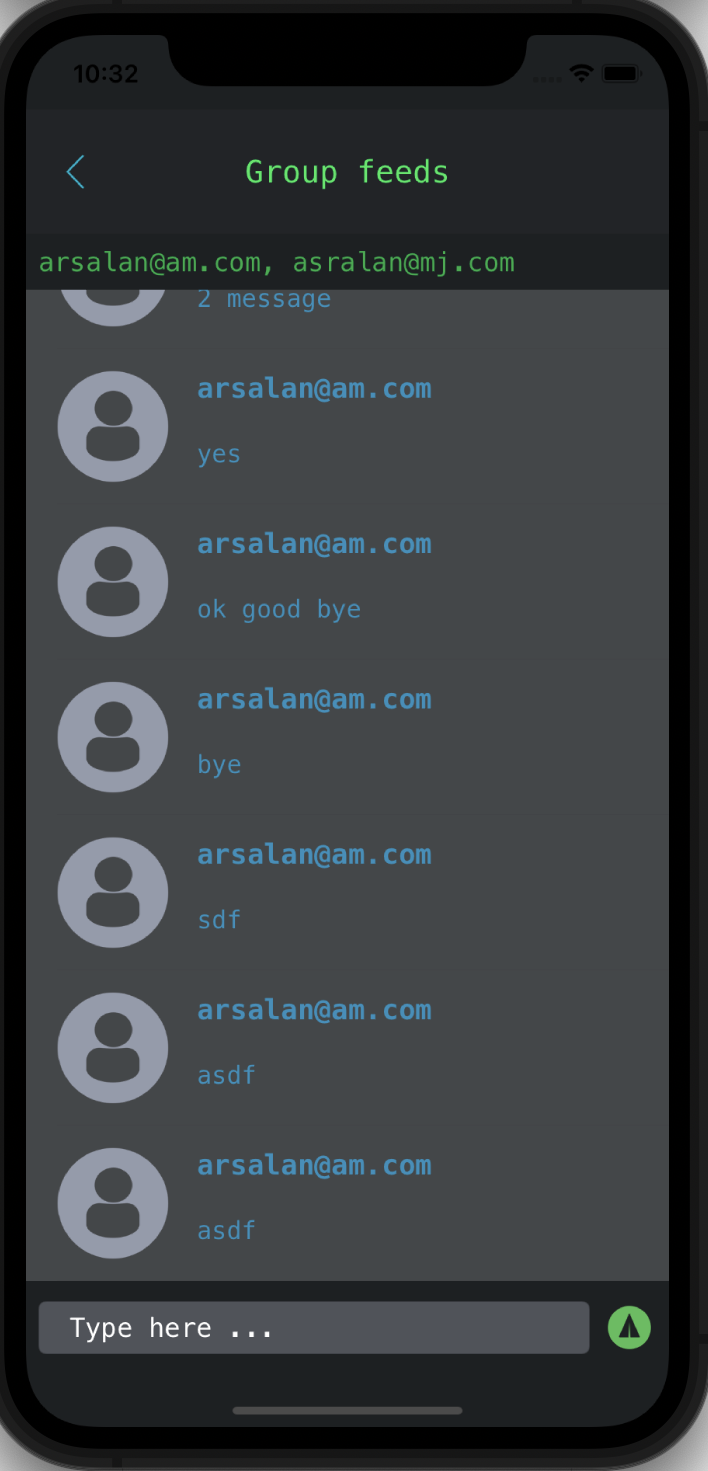 10:32
Group feeds
arsalan@am.com, asralan@mj.com
2 message
arsalan@am.com
yes
arsalan@am.com
ok good bye
arsalan@am.com
bye
arsalan@am.com
sdf
arsalan@am.com
asdf
arsalan@am.com
asdf
Type here ...